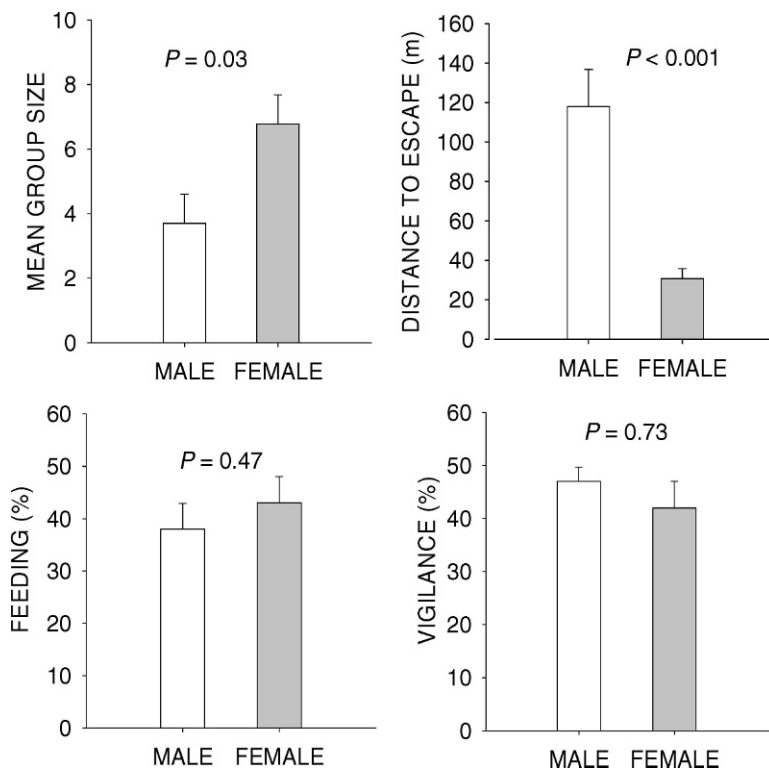 MEAN GROUP SIZE
10
8
6
4
2
0
P = 0.03
MALE FEMALE
DISTANCE TO ESCAPE (m)
160
140
120
100
80
60
40
20
0
P < 0.001
MALE FEMALE
FEEDING (%)
60
50
40
30
20
10
0
P = 0.47
MALE FEMALE
VIGILANCE (%)
60
50
40
30
20
10
0
P = 0.73
MALE FEMALE